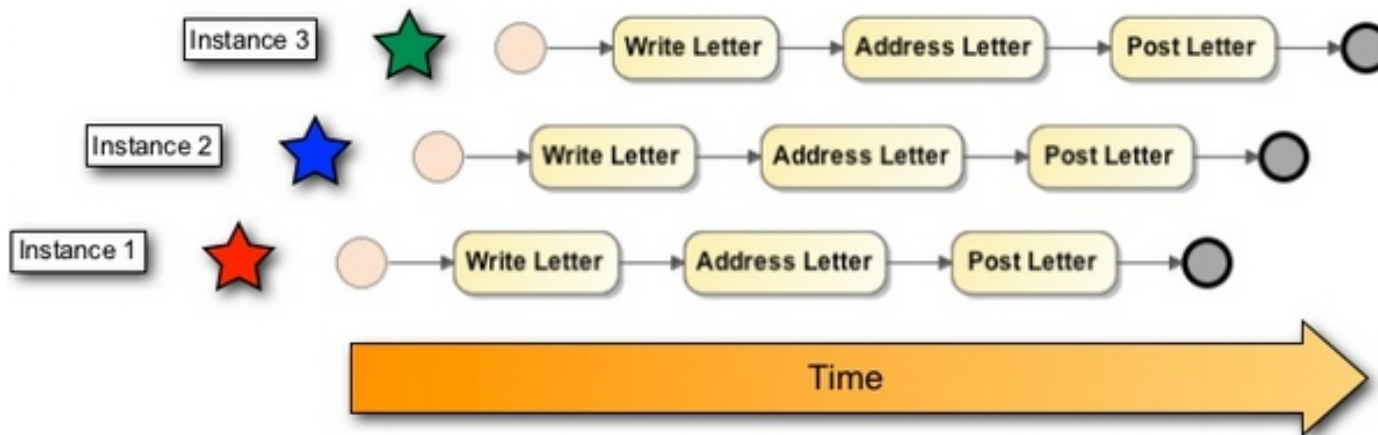 Instance 3
Write Letter Address Letter Post Letter
Instance 2
Write Letter Address Letter Post Letter
Instance 1
Write Letter Address Letter Post Letter
Time